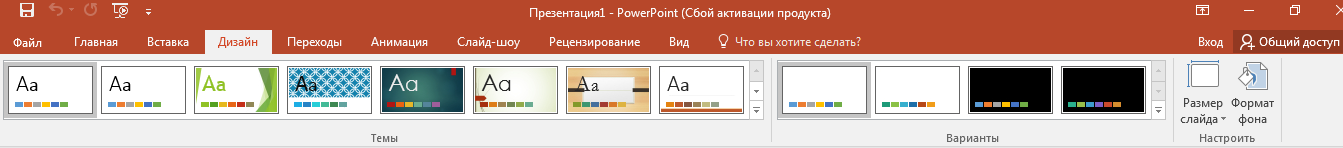 Презентация1 - PowerPoint (Сбой активации продукта)
Файл Главная Вставка Дизайн Переходы Анимация Слайд-шоу Рецензирование Вид Что вы хотите сделать? Вход Общий доступ
Aa Aa Aa Aa Aa Aa Aa Aa
Размер слайда
Формат фона
Темы Варианты Настроить